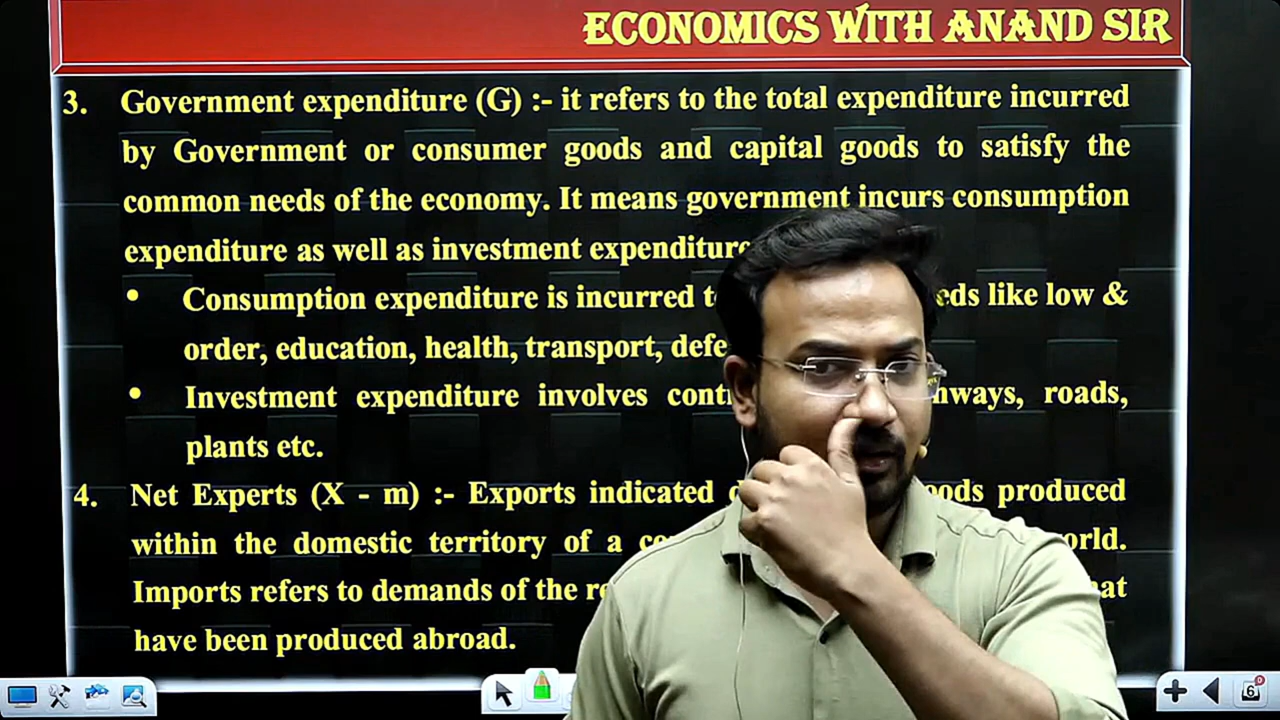 ECONOMICS WITH ANAND SIR
3. Government expenditure (G) :- it refers to the total expenditure incurred
by Government or consumer goods and capital goods to satisfy the
common needs of the economy. It means government incurs consumption
expenditure as well as investment expenditure
• Consumption expenditure is incurred eds like low &
order, education, health, transport, defe
• Investment expenditure involves hways, roads,
plants etc.
4. Net Experts (X - m) :- Exports indicated oods produced
within the domestic territory of a orld.
Imports refers to demands of the hat
have been produced abroad.
6
0